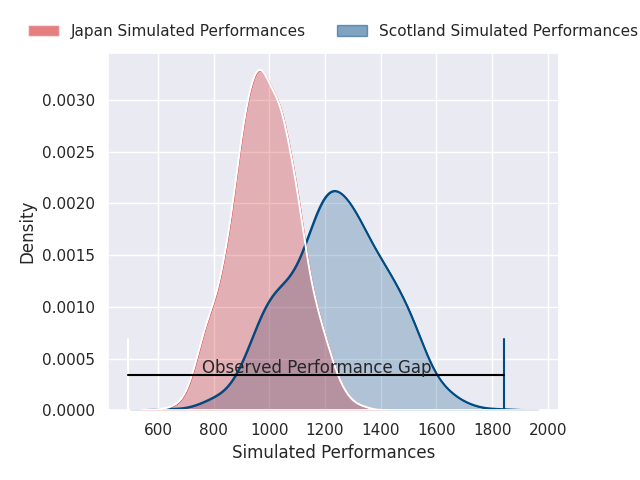 Japan Simulated Performances
Scotland Simulated Performances
0.0030
0.0025
0.0020
0.0015
0.0010
0.0005
0.0000
Density
Observed Performance Gap
600 800 1000 1200 1400 1600 1800 2000
Simulated Performances